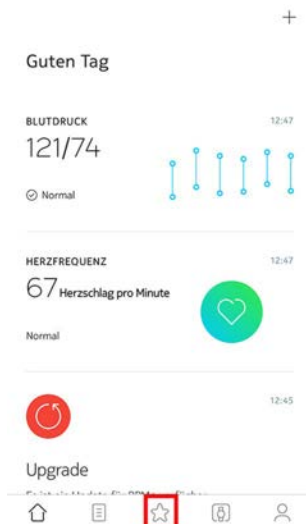 Guten Tag
BLUTDRUCK 12:47
121/74
Normal
HERZFREQUENZ 12:47
67 Herzschlag pro Minute
Normal
12:45
Upgrade